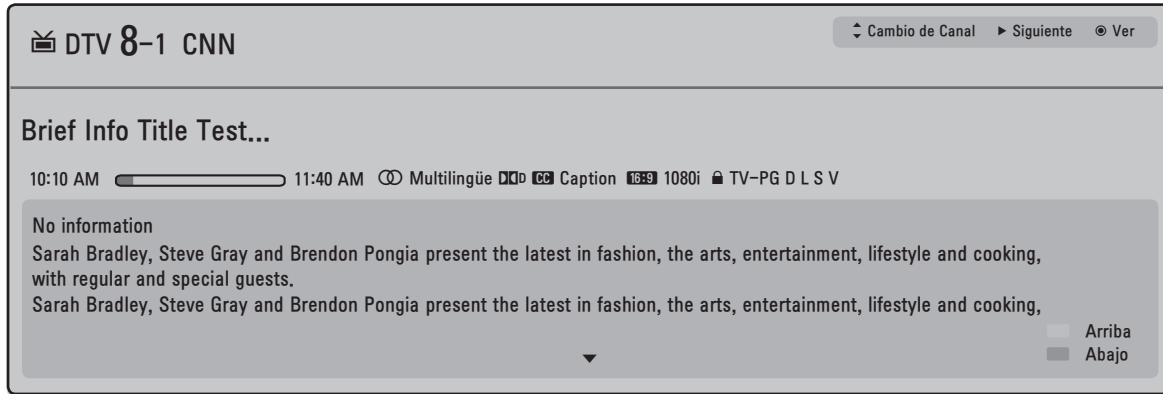 DTV 8-1 CNN
Cambio de Canal Siguiente Ver
Brief Info Title Test...
10:10 AM 11:40 AM Multilingüe DD D CC Caption 16:9 1080i TV-PG D L S V
No information
Sarah Bradley, Steve Gray and Brendon Pongia present the latest in fashion, the arts, entertainment, lifestyle and cooking,
with regular and special guests.
Sarah Bradley, Steve Gray and Brendon Pongia present the latest in fashion, the arts, entertainment, lifestyle and cooking,
Arriba
Abajo